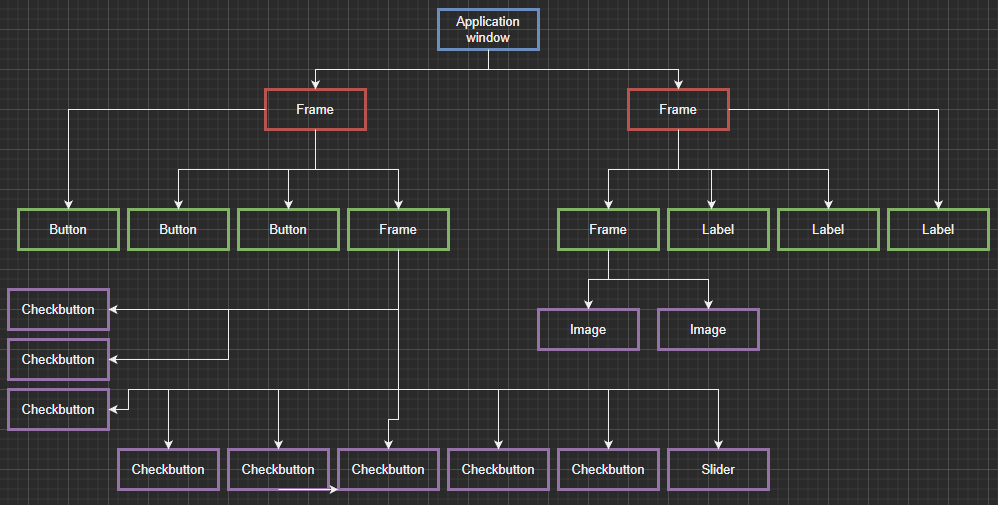 Application
window
Frame
Frame
Button
Button
Button
Frame
Frame
Label
Label
Label
Checkbutton
Image
Image
Checkbutton
Checkbutton
Checkbutton
Checkbutton
Checkbutton
Checkbutton
Checkbutton
Slider